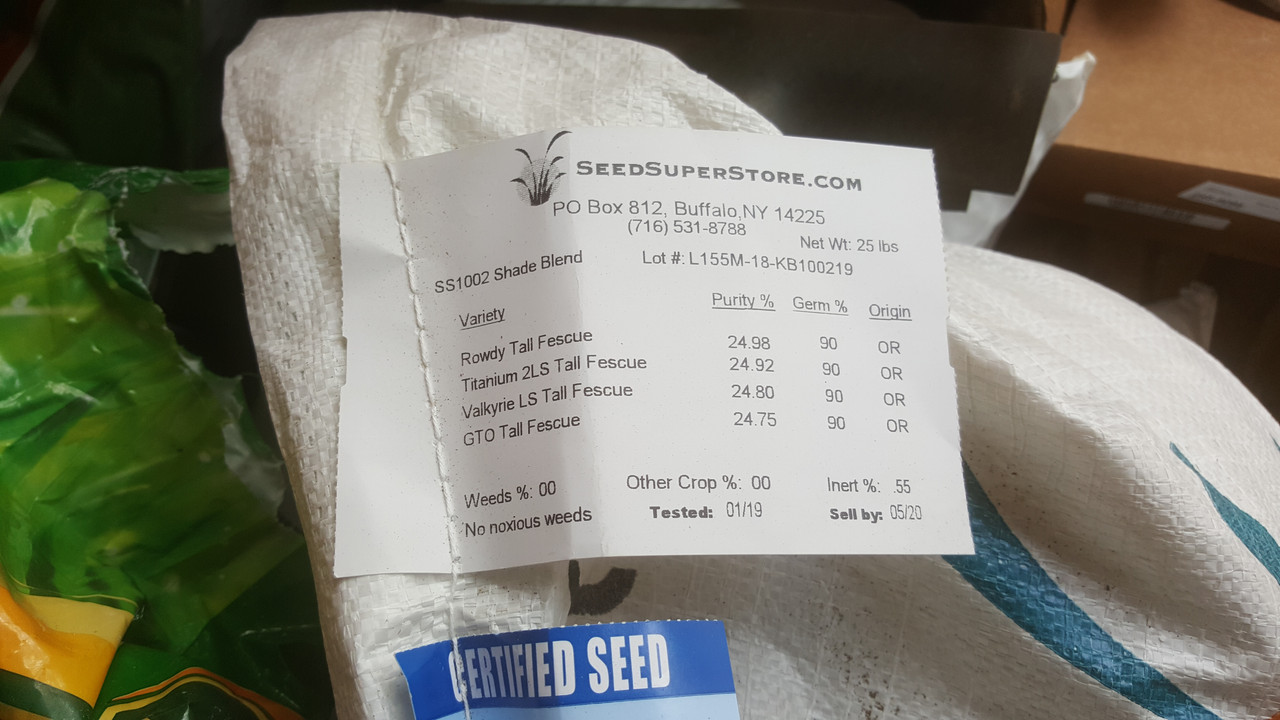 SEEDSUPERSTORE.COM
PO Box 812, Buffalo,NY 14225
(716) 531-8788
Net Wt: 25 lbs
SS1002 Shade Blend
Lot #: L155M-18-KB100219
Variety Purity % Germ % Origin
Rowdy Tall Fescue 24.98 90 OR
Titanium 2LS Tall Fescue 24.92 90 OR
Valkyrie LS Tall Fescue 24.80 90 OR
GTO Tall Fescue 24.75 90 OR
Weeds %: 00 Other Crop %: 00 Inert %: .55
No noxious weeds Tested: 01/19 Sell by: 05/20
CERTIFIED SEED